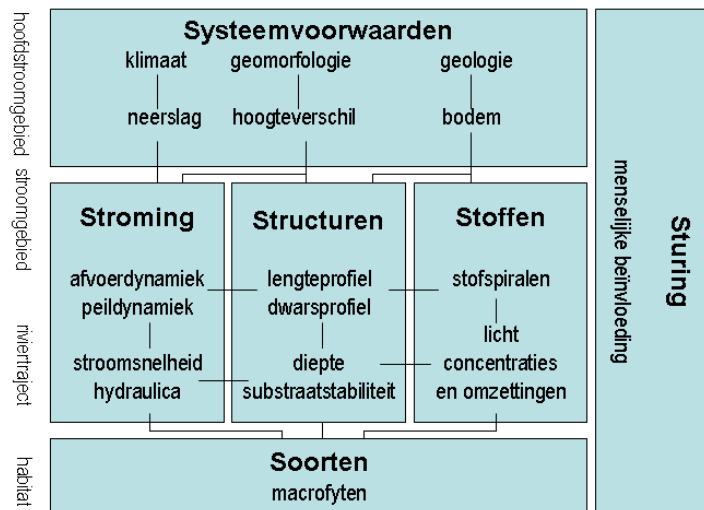 hoofdstroomgebied
stroomgebied
riviertraject
habitat
Systeemvoorwaarden
klimaat geomorfologie geologie
neerslag hoogteverschil bodem
Stroming
afvoerdynamiek
peildynamiek
stroomsnelheid
hydraulica
Structuren
lengteprofiel
dwarsprofiel
diepte
substraatstabiliteit
Stoffen
stofspiralen
licht
concentraties
en omzettingen
Soorten
macrofyten
Sturing
menselijke beïnvloeding